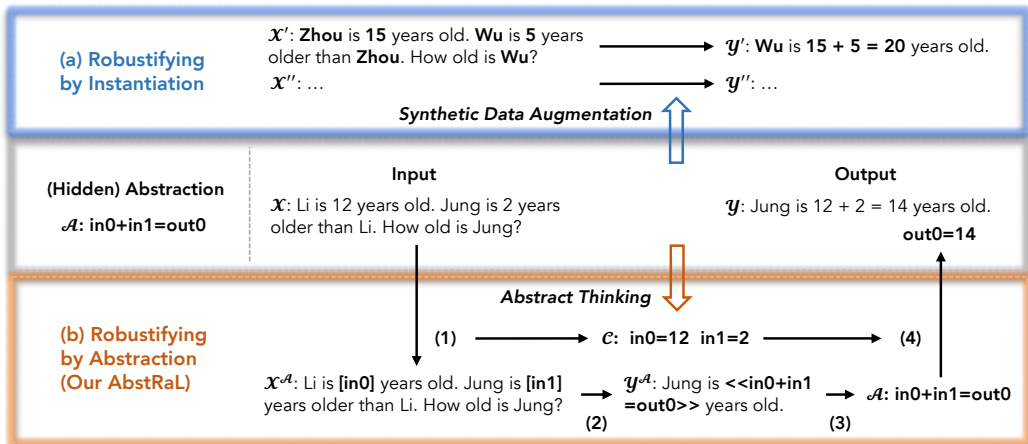 (a) Robustifying
by Instantiation
𝒳′: Zhou is 15 years old. Wu is 5 years
older than Zhou. How old is Wu?
𝒴′: Wu is 15 + 5 = 20 years old.
𝒳′′: ...
𝒴′′: ...
Synthetic Data Augmentation
(Hidden) Abstraction
𝒜: in0+in1=out0
Input
𝒳: Li is 12 years old. Jung is 2 years
older than Li. How old is Jung?
Output
𝒴: Jung is 12 + 2 = 14 years old.
out0=14
Abstract Thinking
(b) Robustifying
by Abstraction
(Our AbstRaL)
(1)
𝒞: in0=12 in1=2
(4)
𝒳^𝒜: Li is [in0] years old. Jung is [in1]
years older than Li. How old is Jung?
(2)
𝒴^𝒜: Jung is <<in0+in1
=out0>> years old.
(3)
𝒜: in0+in1=out0